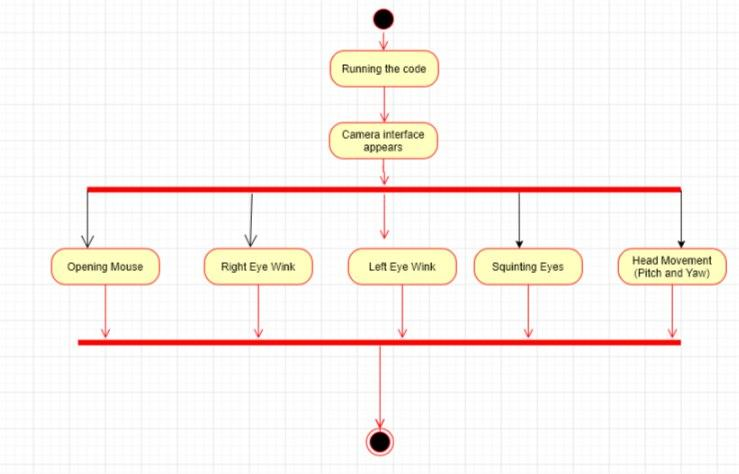 Running the code
Camera interface
appears
Opening Mouse
Right Eye Wink
Left Eye Wink
Squinting Eyes
Head Movement
(Pitch and Yaw)